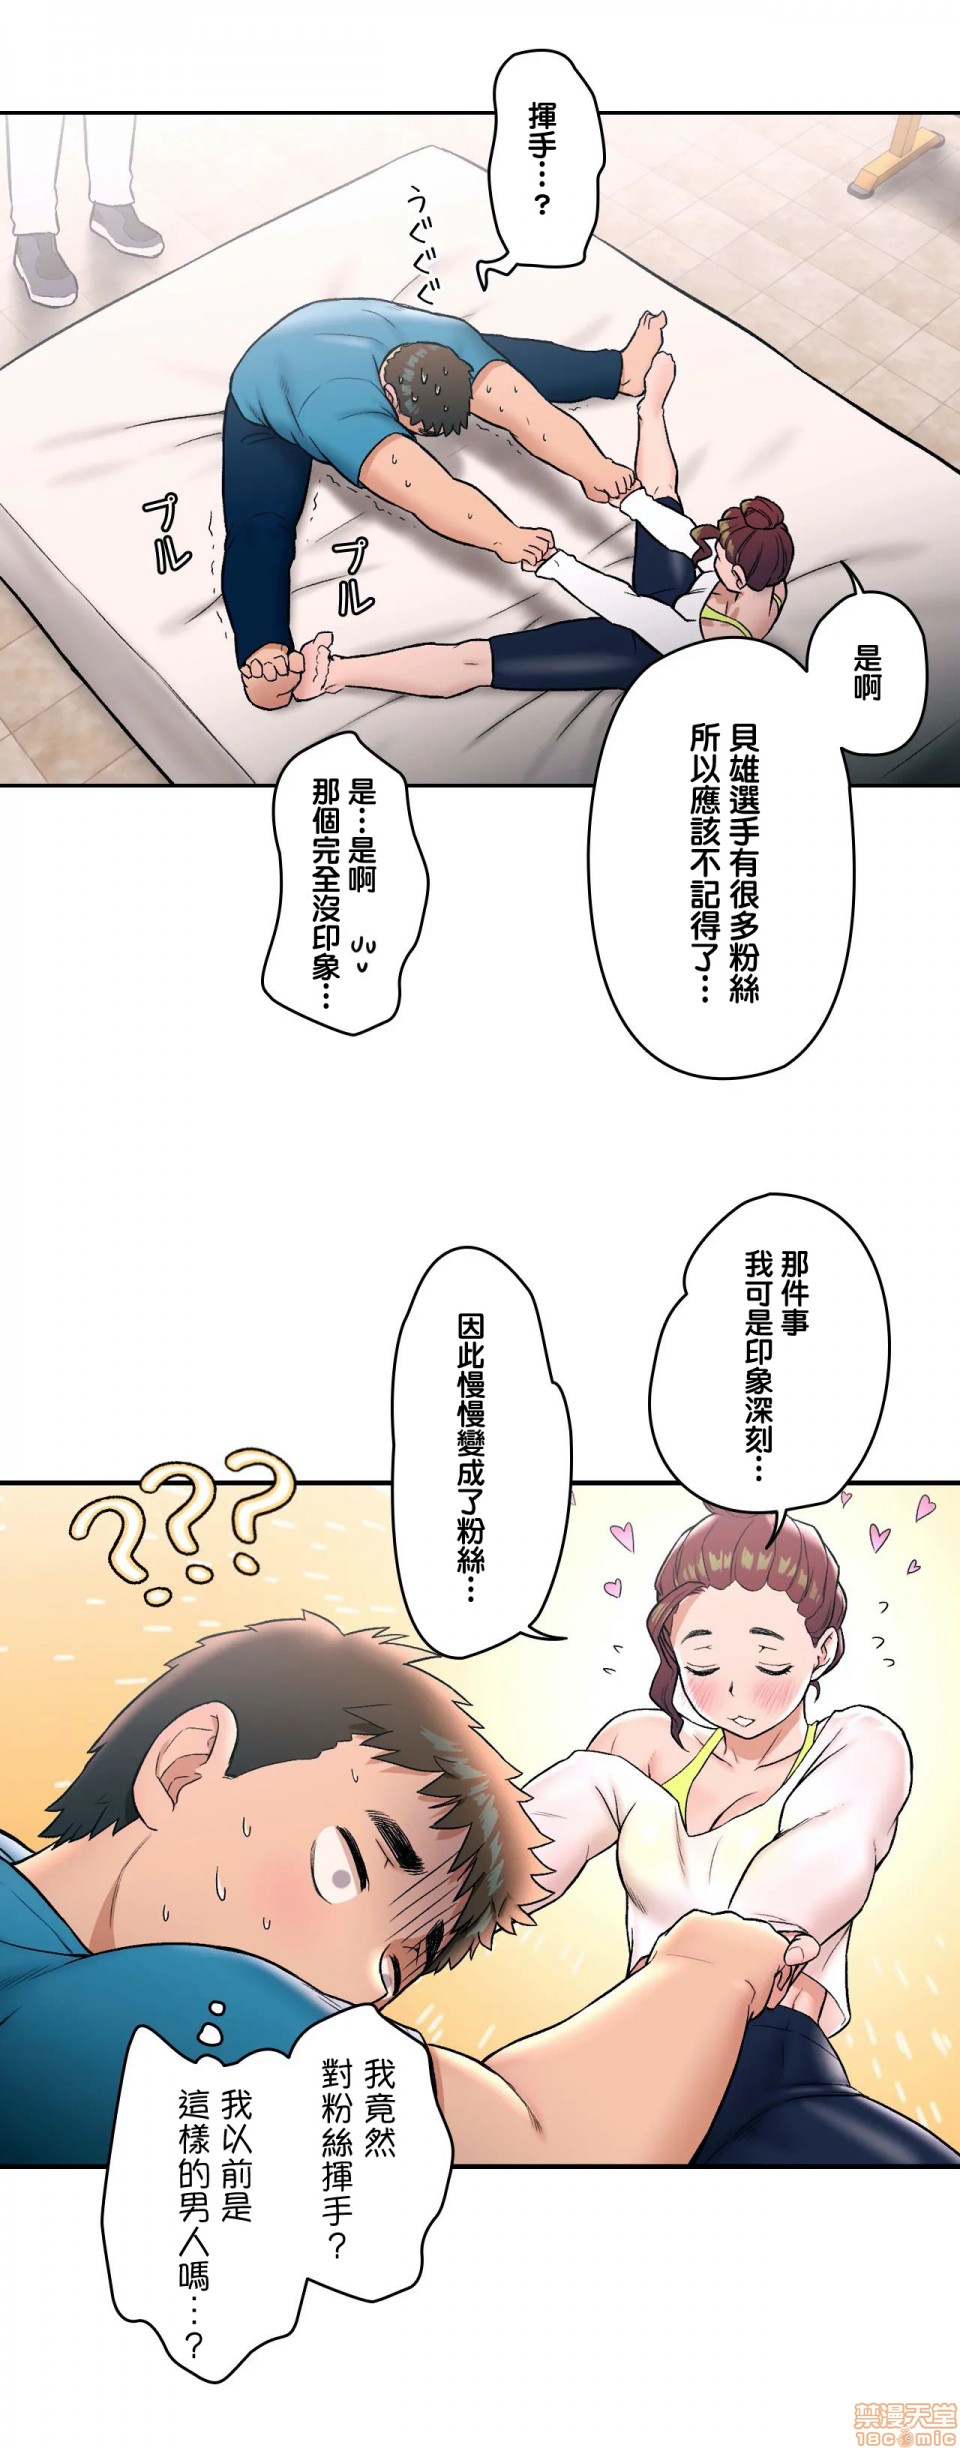 揮手…?
うぐぐぐ
プル
プル
是啊
貝雄選手有很多粉絲
所以應該不記得了…
是…是啊
那個完全沒印象…
那件事
我可是印象深刻…
因此慢慢變成了粉絲…
???
我竟然
對粉絲揮手?
我以前是
這樣的男人嗎…?
禁漫天堂
18comic